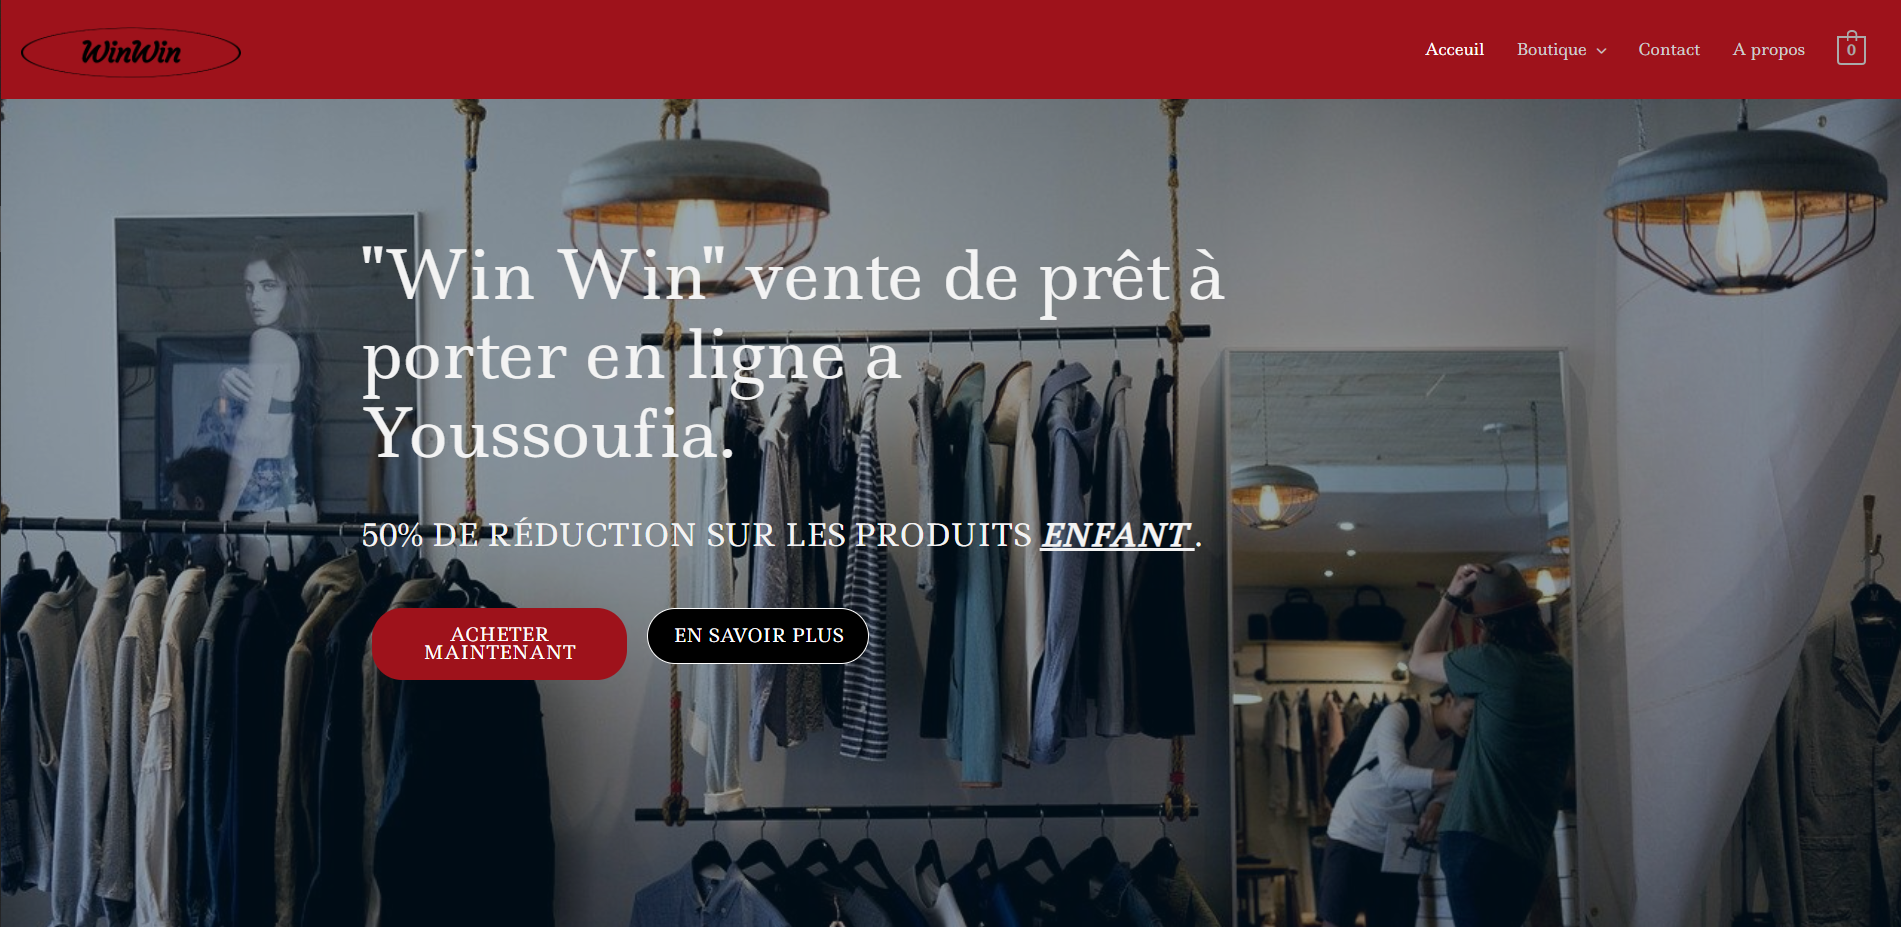 WinWin
Acceuil Boutique Contact A propos 0
"Win Win" vente de prêt à
porter en ligne a
Youssoufia.
50% DE RÉDUCTION SUR LES PRODUITS ENFANT .
ACHETER
MAINTENANT
EN SAVOIR PLUS